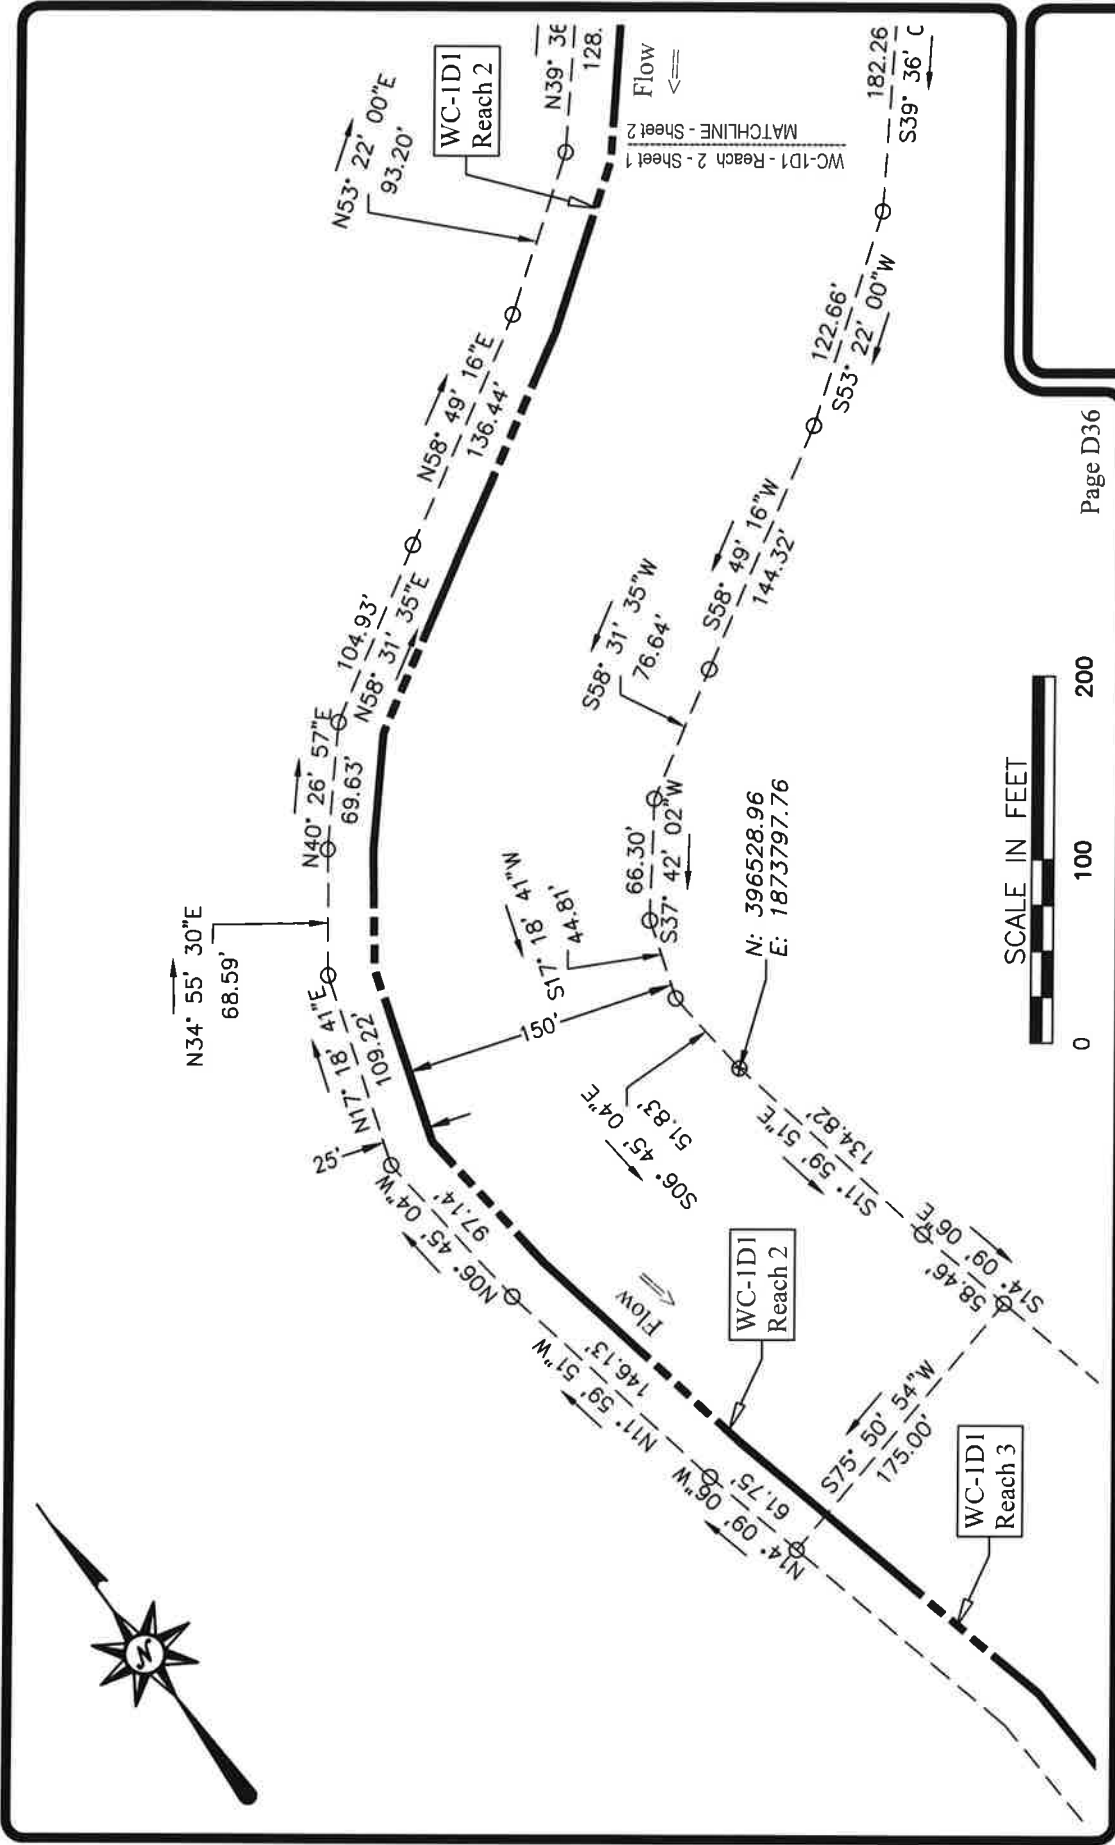 N39° 36
128.
WC-1D1
Reach 2
N53° 22' 00"E
93.20'
Flow
MATCHLINE - Sheet 2
WC-1D1 - Reach 2 - Sheet 1
182.26
S39° 36' C
N58° 49' 16"E
136.44'
122.66'
S53° 22' 00"W
104.93'
N58° 31' 35"E
S58° 49' 16"W
144.32'
S58° 31' 35"W
76.64'
N40° 26' 57"E
69.63'
N34° 55' 30"E
68.59'
66.30'
S37° 42' 02"W
S17° 18' 41"W
44.81'
N: 396528.96
E: 1873797.76
N17° 18' 41"E
109.22'
25'
150'
S06° 45' 04"E
51.83'
N06° 45' 04"W
97.14'
S11° 59' 51"E
134.82'
Flow
N11° 59' 51"W
146.13'
WC-1D1
Reach 2
58.46'
S14° 09' 06"E
S75° 50' 54"W
175.00'
N14° 09' 06"W
61.75'
WC-1D1
Reach 3
N
SCALE IN FEET
0 100 200
Page D36